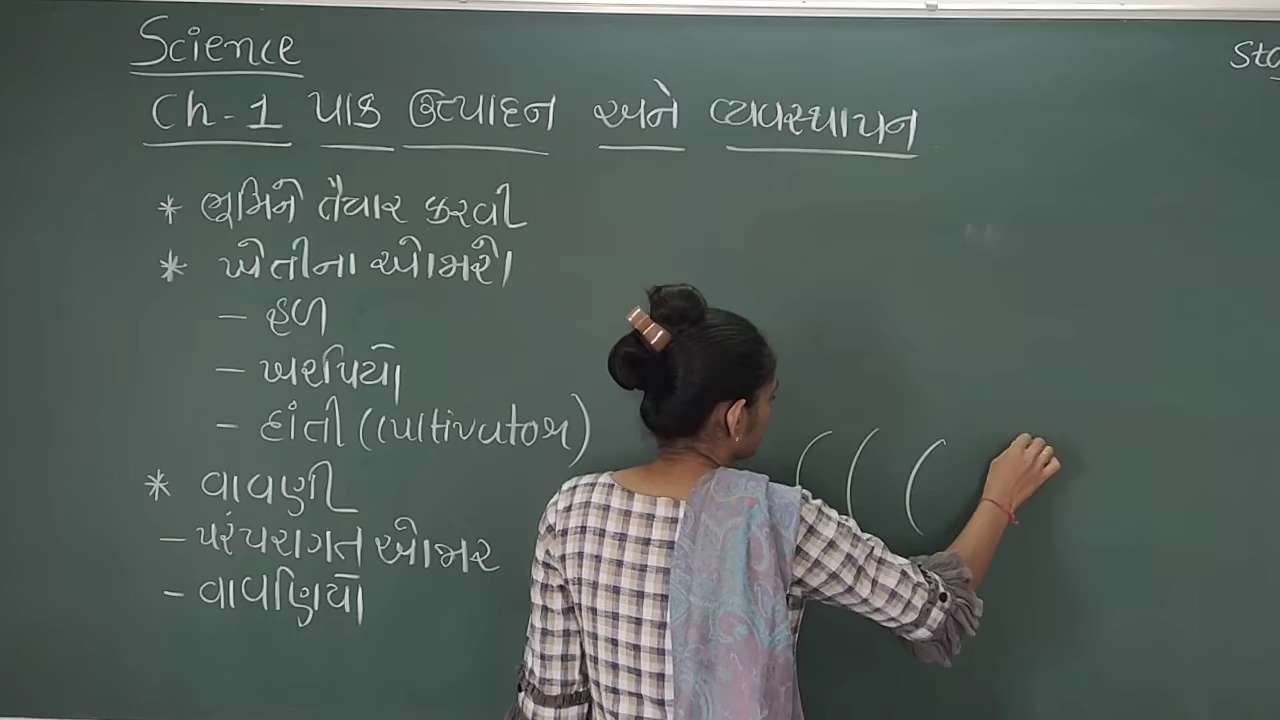 Science
Ch-1 પાક ઉત્પાદન અને વ્યવસ્થાપન
* ભૂમિને તૈયાર કરવી
* ખેતીના ઓજારો
- હળ
- ખરપિયો
- દાંતી (cultivator)
* વાવણી
- પરંપરાગત ઓજાર
- વાવણિયો